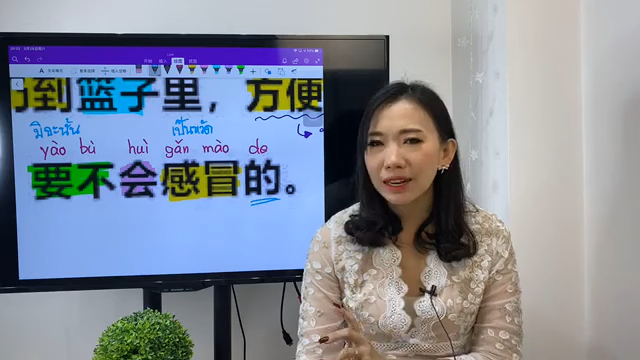 到篮子里，方便
มิฉะนั้น เป็นหวัด
yào bù huì gǎn mào de
要不会感冒的。